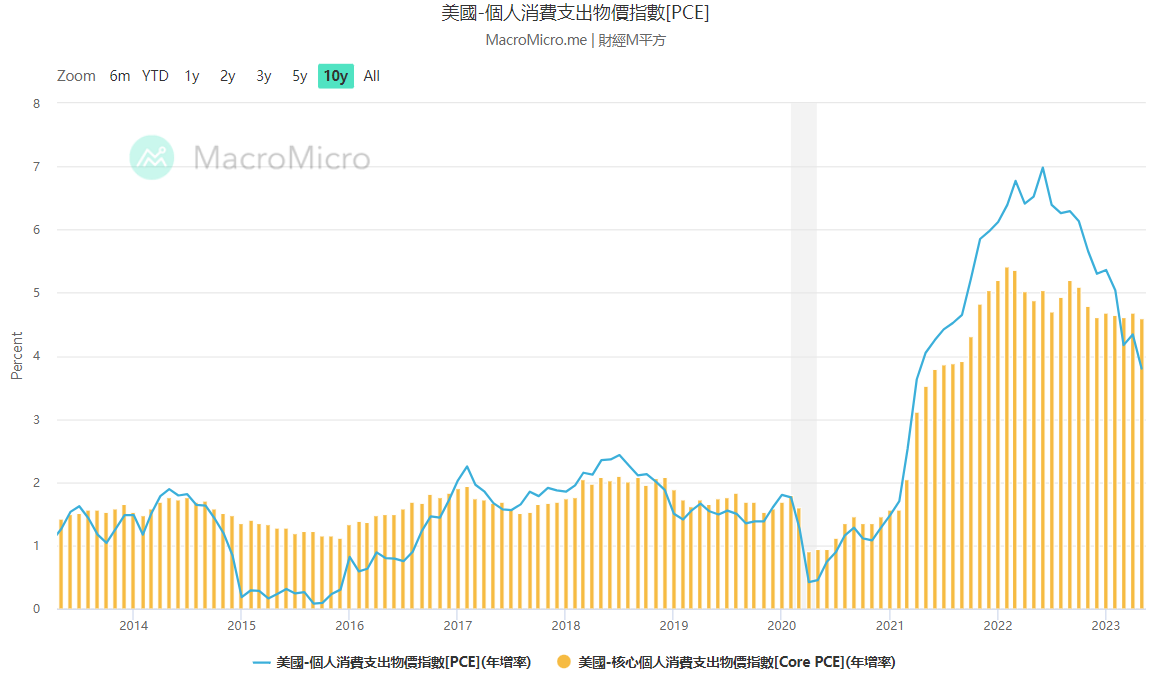 美國-個人消費支出物價指數[PCE]
MacroMicro.me | 財經M平方
Zoom 6m YTD 1y 2y 3y 5y 10y All
8
MacroMicro
7
6
5
4
3
2
1
0
Percent
2014 2015 2016 2017 2018 2019 2020 2021 2022 2023
美國-個人消費支出物價指數[PCE](年增率) 美國-核心個人消費支出物價指數[Core PCE](年增率)